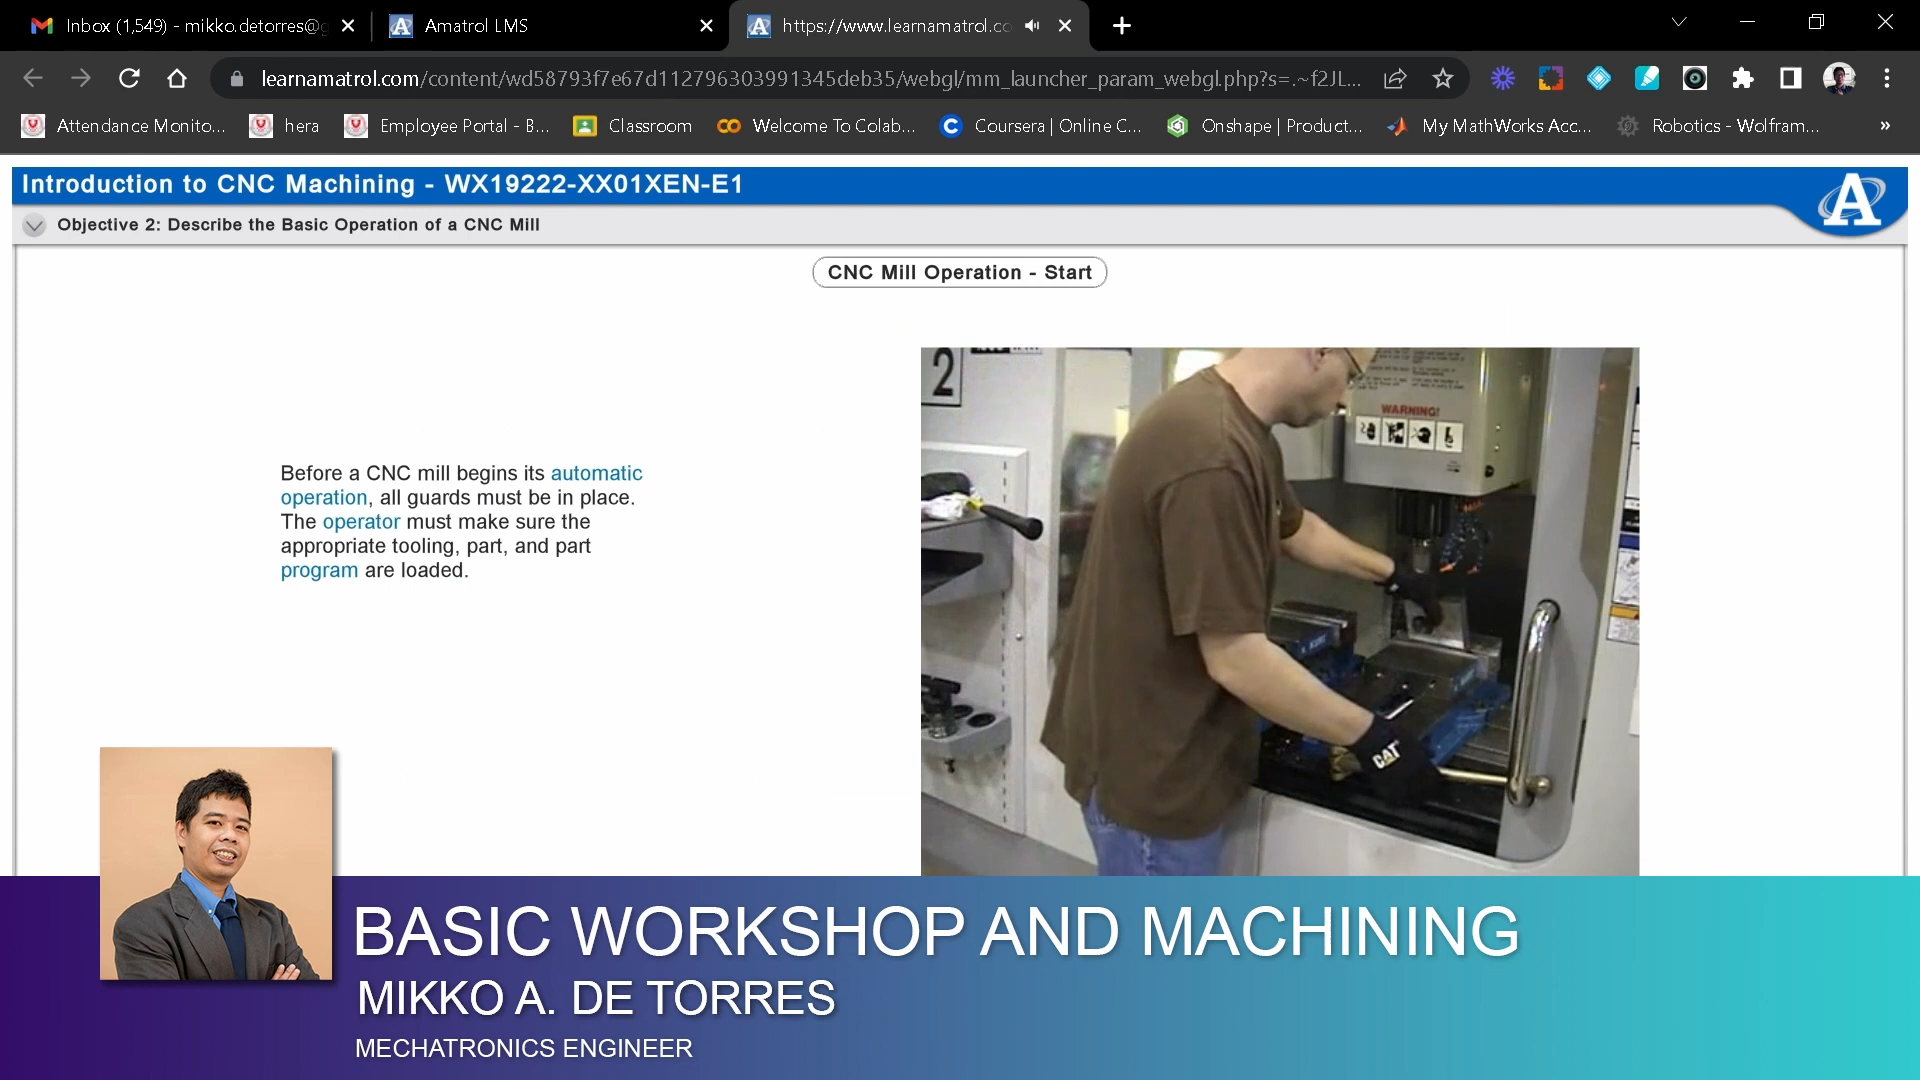 Inbox (1,549) - mikko.detorres@g
Amatrol LMS
https://www.learnamatrol.co
learnamatrol.com/content/wd58793f7e67d112796303991345deb35/webgl/mm_launcher_param_webgl.php?s=.~f2JL...
Attendance Monito...
hera
Employee Portal - B...
Classroom
Welcome To Colab...
Coursera | Online C...
Onshape | Product...
My MathWorks Acc...
Robotics - Wolfram...
»
Introduction to CNC Machining - WX19222-XX01XEN-E1
A
Objective 2: Describe the Basic Operation of a CNC Mill
CNC Mill Operation - Start
Before a CNC mill begins its automatic
operation, all guards must be in place.
The operator must make sure the
appropriate tooling, part, and part
program are loaded.
2
WARNING!
CAT
BASIC WORKSHOP AND MACHINING
MIKKO A. DE TORRES
MECHATRONICS ENGINEER